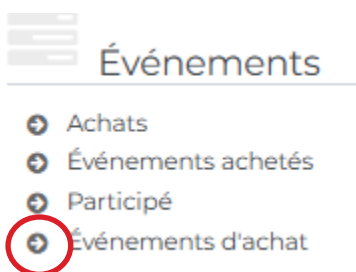 Événements
Achats
Événements achetés
Participé
Événements d'achat